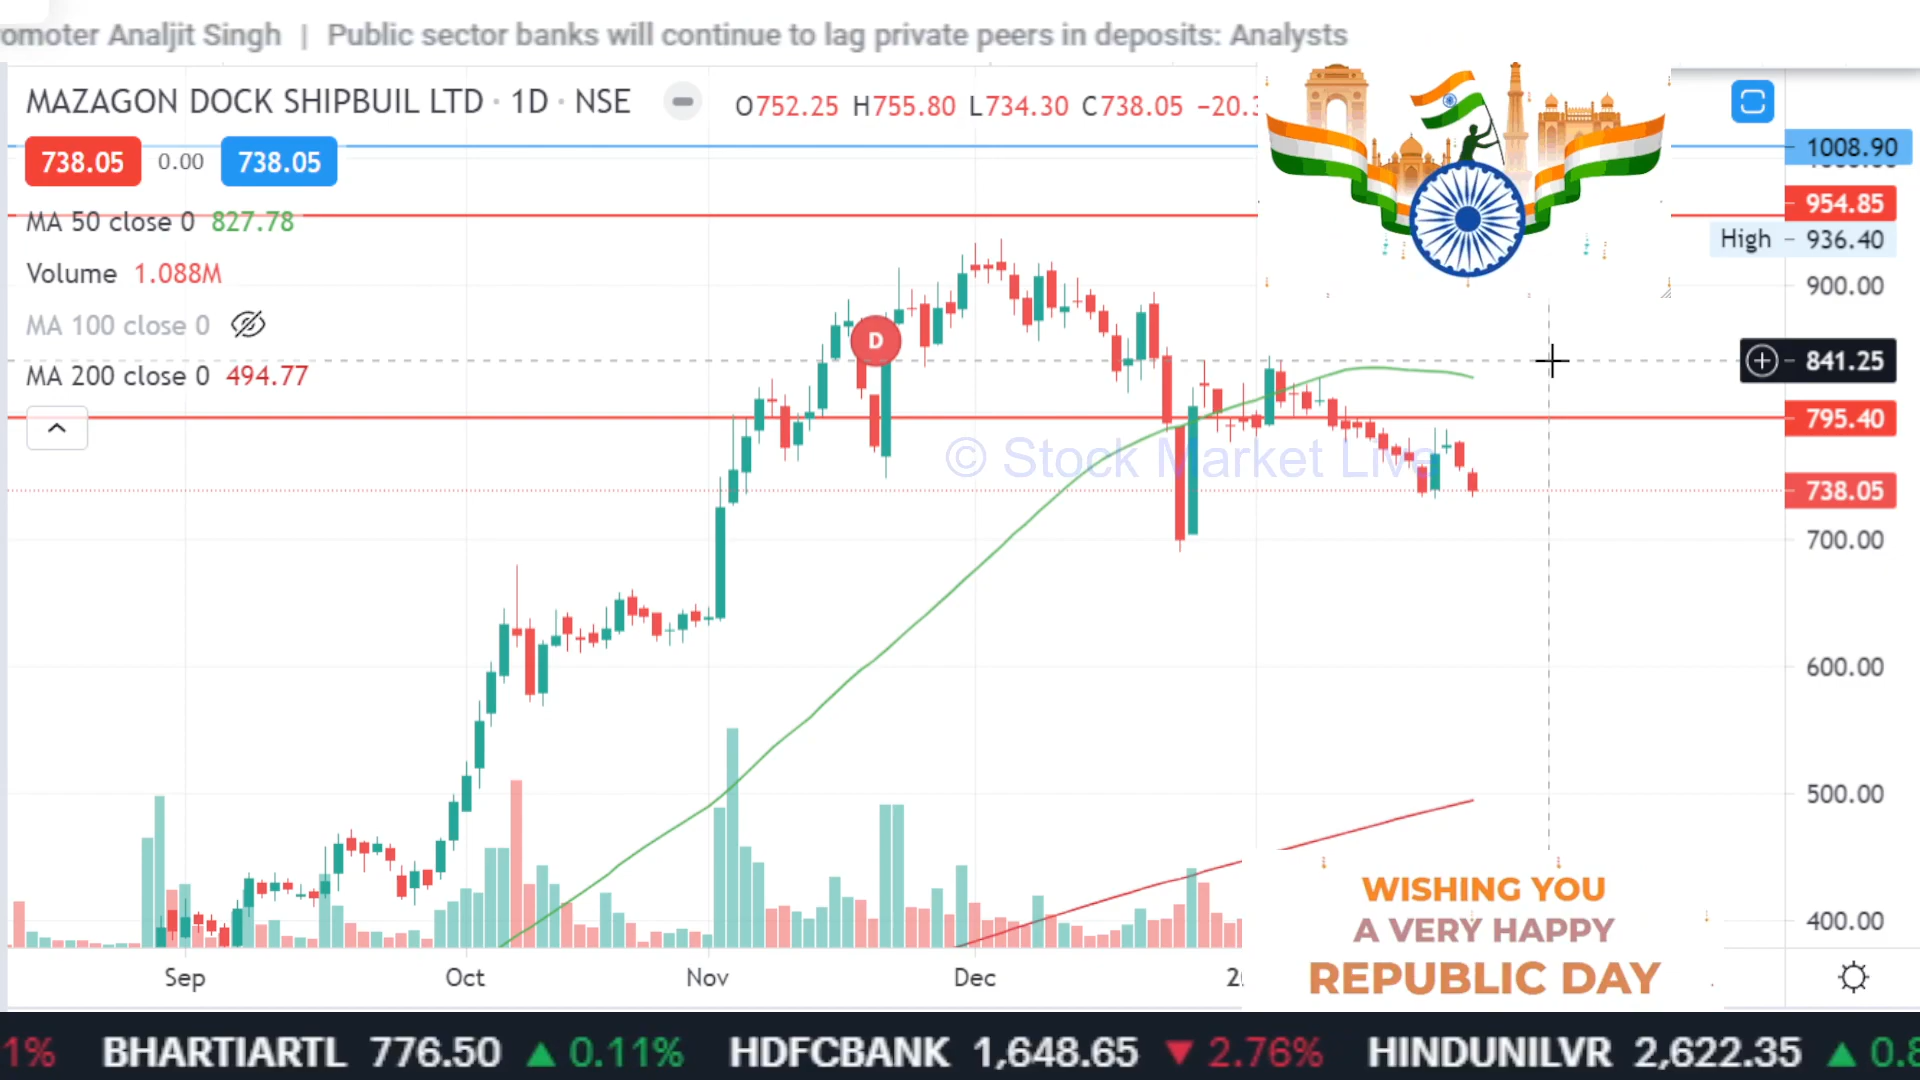 omoter Analjit Singh | Public sector banks will continue to lag private peers in deposits: Analysts
MAZAGON DOCK SHIPBUIL LTD · 1D · NSE
O752.25 H755.80 L734.30 C738.05 −20.
738.05 0.00 738.05
MA 50 close 0 827.78
Volume 1.088M
MA 100 close 0
MA 200 close 0 494.77
D
© Stock Market Live
1008.90
954.85
High 936.40
900.00
841.25
795.40
738.05
700.00
600.00
500.00
400.00
Sep Oct Nov Dec
WISHING YOU
A VERY HAPPY
REPUBLIC DAY
1% BHARTIARTL 776.50 ▲ 0.11% HDFCBANK 1,648.65 ▼ 2.76% HINDUNILVR 2,622.35 ▲ 0.8